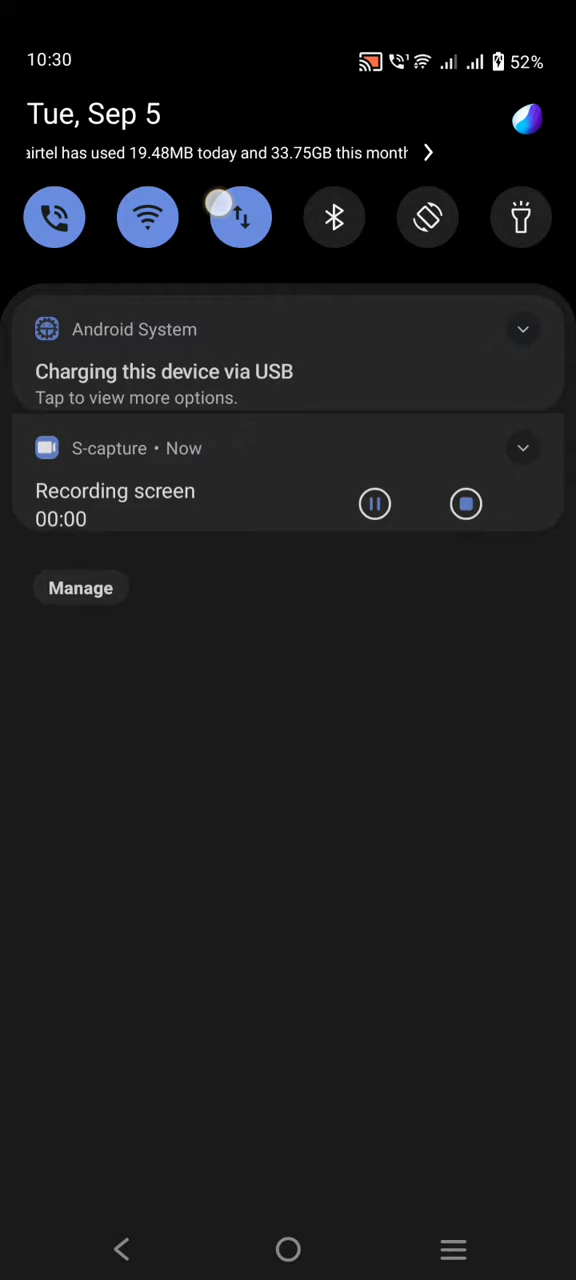 10:30
52%
Tue, Sep 5
airtel has used 19.48MB today and 33.75GB this month
Android System
Charging this device via USB
Tap to view more options.
S-capture • Now
Recording screen
00:00
Manage